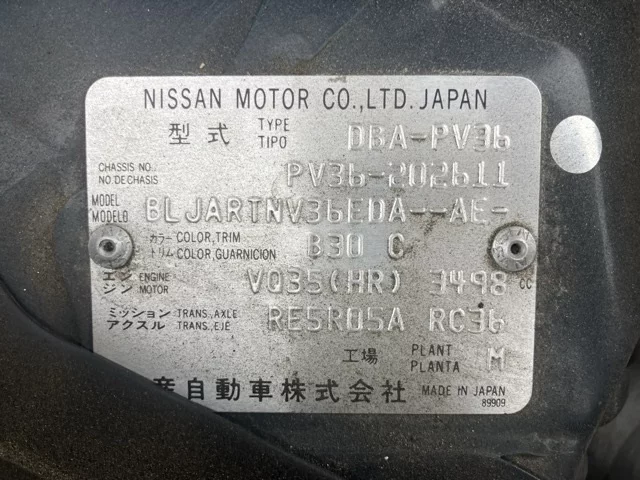 NISSAN MOTOR CO.,LTD. JAPAN
型式 TYPE TIPO DBA-PV36
CHASSIS NO. NO. DE CHASIS PV36-202611
MODEL MODELO BLJARTNV36EDA--AE-
カラー トリム COLOR,TRIM COLOR,GUARNICION B30 C
エンジン ENGINE MOTOR VQ35(HR) 3498 CC
ミッション アクスル TRANS.,AXLE TRANS.,EJE RE5R05A RC36
工場 PLANT PLANTA M
産自動車株式会社 MADE IN JAPAN
89909